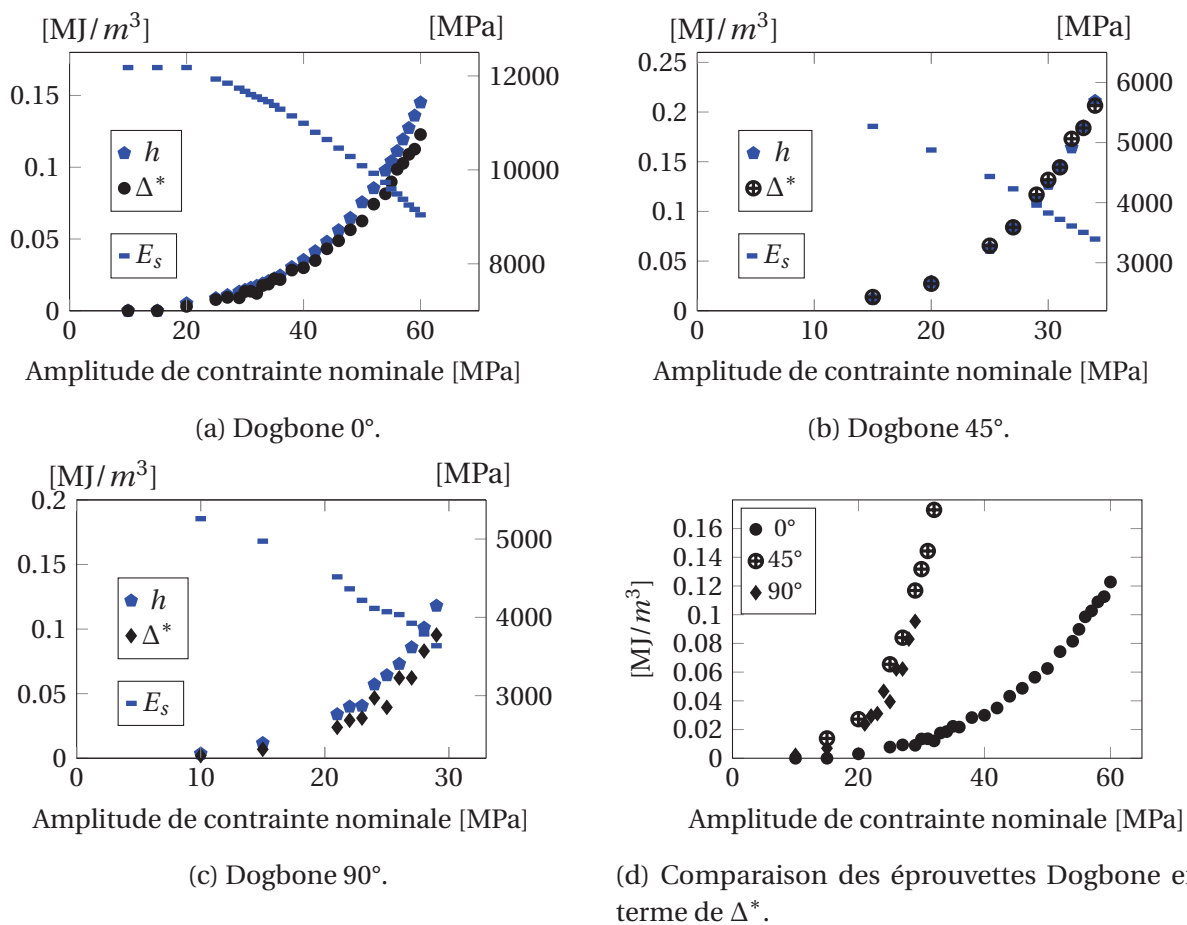 [MJ/m³] [MPa]
0.15 12000
h
0.1 Δ* 10000
0.05 Es 8000
0
0 20 40 60
Amplitude de contrainte nominale [MPa]
(a) Dogbone 0°.
[MJ/m³] [MPa]
0.25 6000
0.2 h 5000
0.15 Δ*
0.1 4000
0.05 Es 3000
0
0 10 20 30
Amplitude de contrainte nominale [MPa]
(b) Dogbone 45°.
[MJ/m³] [MPa]
0.2 5000
0.15
h 4000
0.1 Δ*
0.05 Es 3000
0
0 10 20 30
Amplitude de contrainte nominale [MPa]
(c) Dogbone 90°.
[MJ/m³]
0.16 0°
0.14 45°
0.12 90°
0.1
0.08
0.06
0.04
0.02
0
0 20 40 60
Amplitude de contrainte nominale [MPa]
(d) Comparaison des éprouvettes Dogbone e
terme de Δ*.